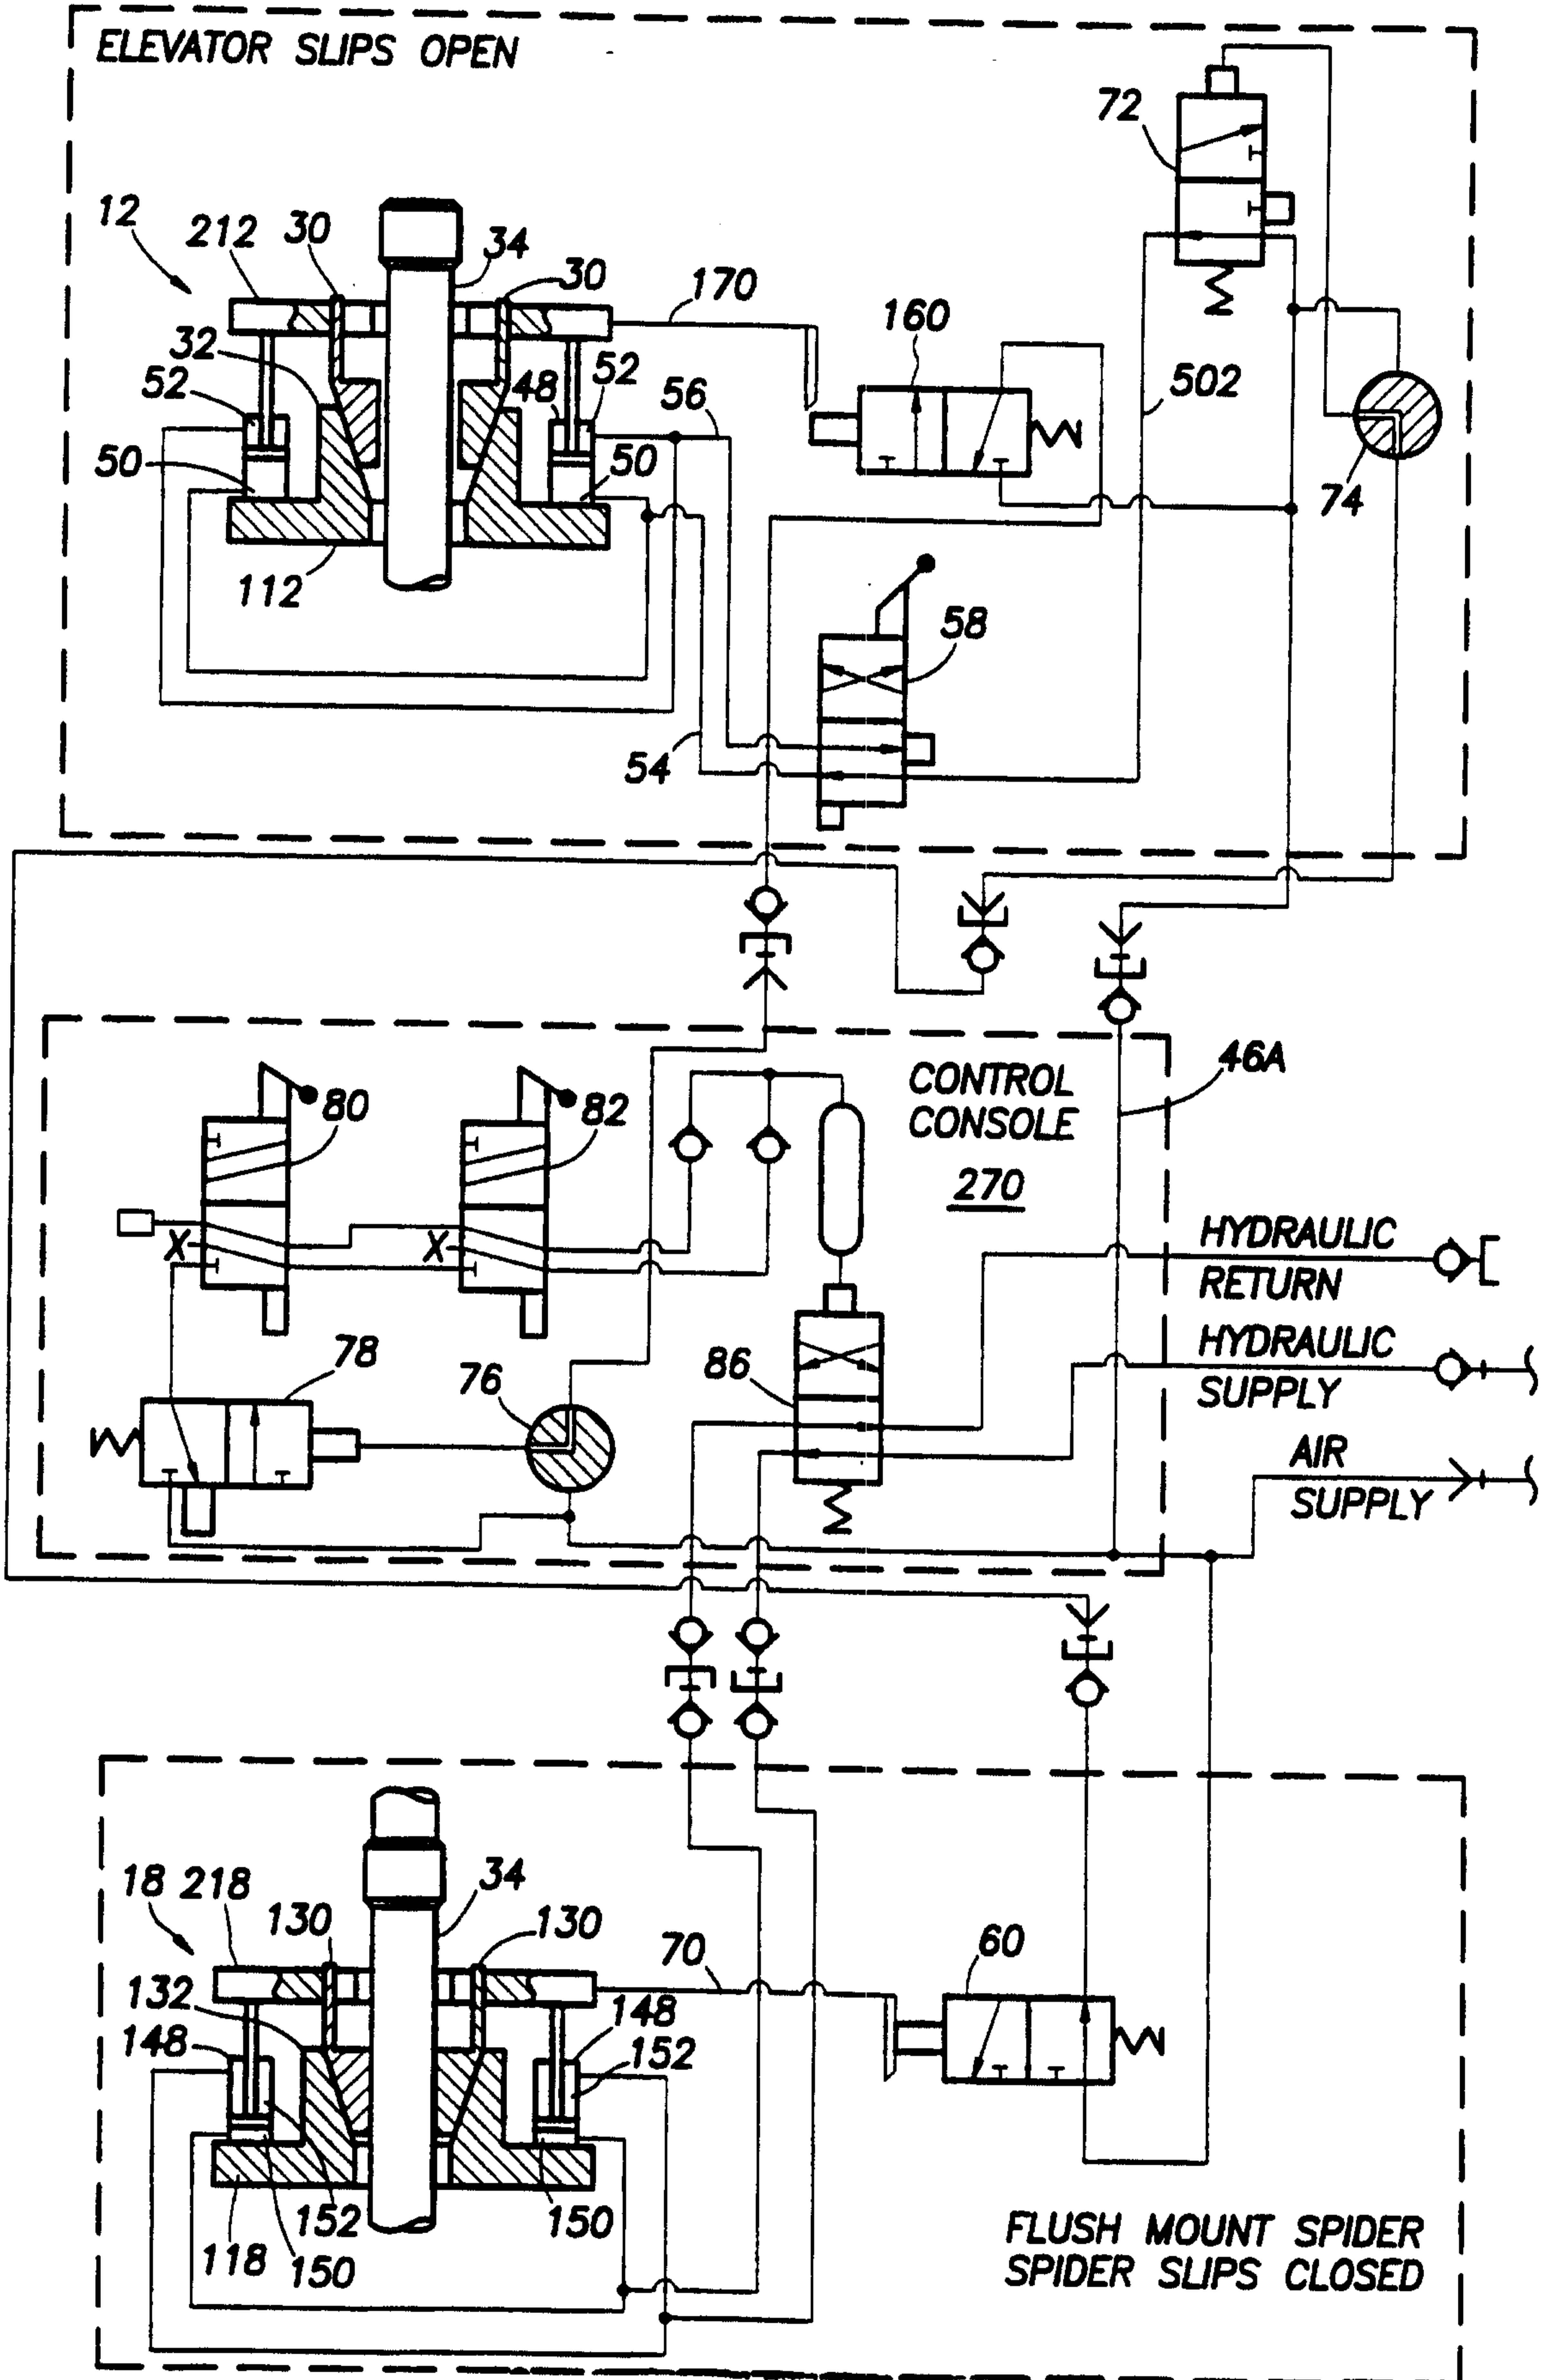 ELEVATOR SLIPS OPEN
72
12
212
30
34
30
170
160
32
52
48
52
56
502
50
50
74
112
58
54
46A
80
82
CONTROL
CONSOLE
270
X
X
HYDRAULIC
RETURN
78
76
86
HYDRAULIC
SUPPLY
AIR
SUPPLY
18
218
130
34
130
70
60
132
148
148
152
152
150
118
150
FLUSH MOUNT SPIDER
SPIDER SLIPS CLOSED